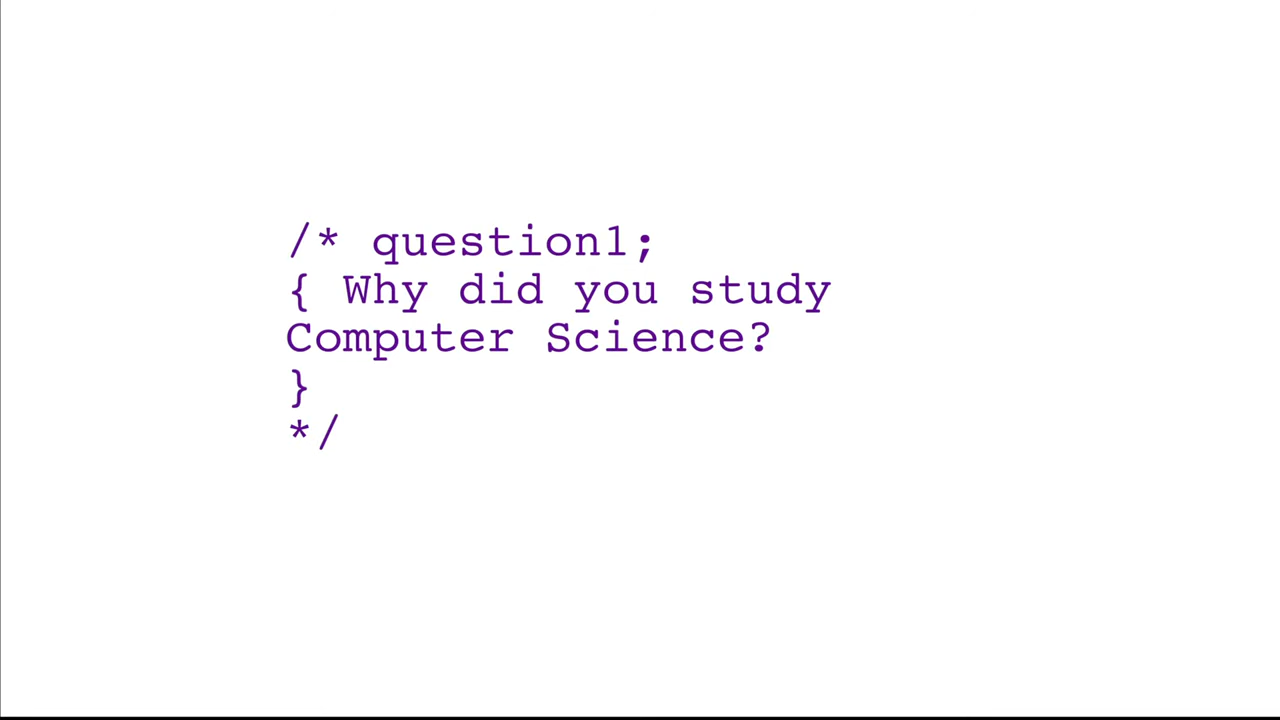 /* question1;
{ Why did you study
Computer Science?
}
*/